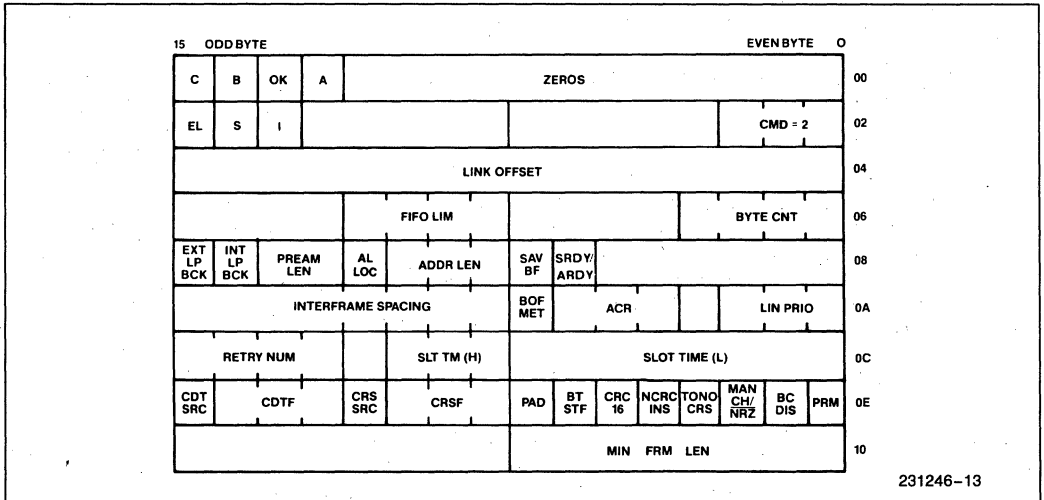 15 ODD BYTE EVEN BYTE O
C B OK A ZEROS 00
EL S I CMD = 2 02
LINK OFFSET 04
FIFO LIM BYTE CNT 06
EXT LP BCK INT LP BCK PREAM LEN AL LOC ADDR LEN SAV BF SRDY/ ARDY 08
INTERFRAME SPACING BOF MET ACR LIN PRIO 0A
RETRY NUM SLT TM (H) SLOT TIME (L) 0C
CDT SRC CDTF CRS SRC CRSF PAD BT STF CRC 16 NCRC INS TONO CRS MAN CH/ NRZ BC DIS PRM 0E
MIN FRM LEN 10
231246-13